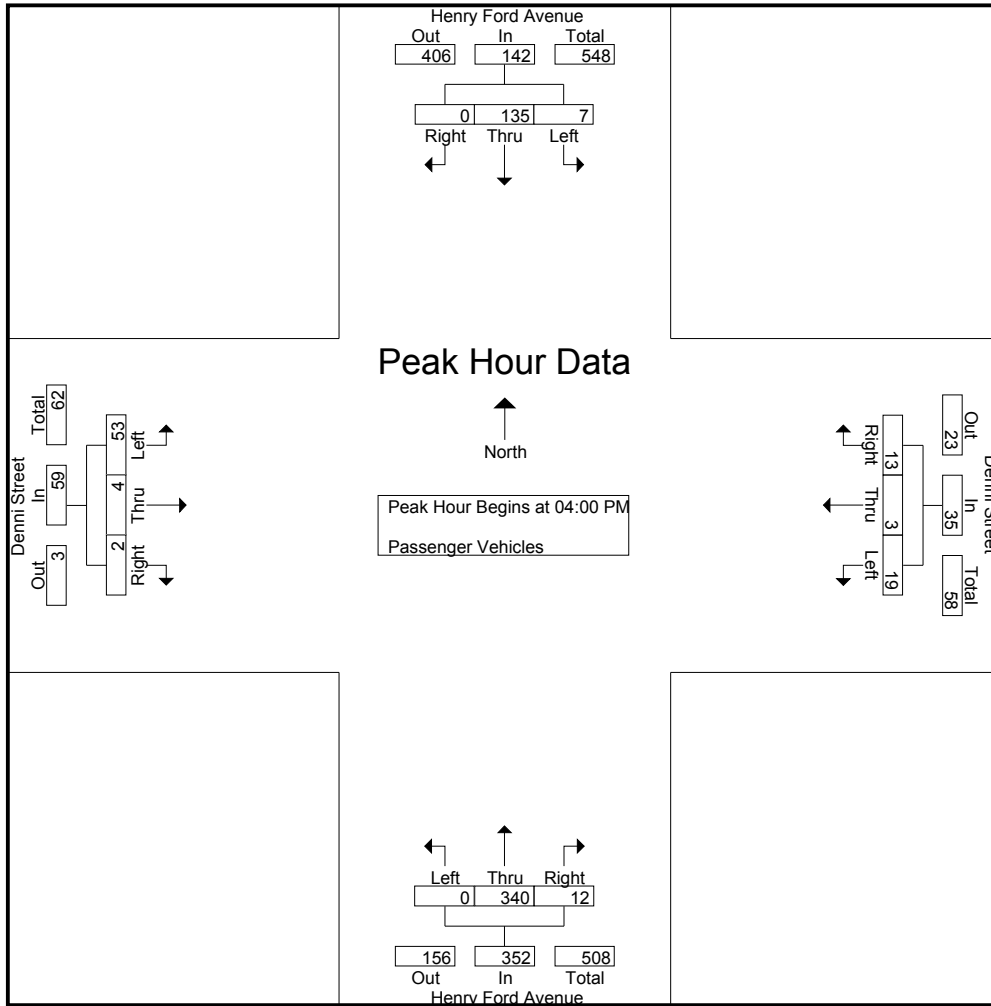 Henry Ford Avenue
Out In Total
406 142 548
0 135 7
Right Thru Left
Peak Hour Data
North
Peak Hour Begins at 04:00 PM
Passenger Vehicles
Denni Street
Total In Out
62 59 3
53 4 2
Left Thru Right
Right Thru Left
13 3 19
23 35 58
Out In Total
Denni Street
Left Thru Right
0 340 12
156 352 508
Out In Total
Henry Ford Avenue